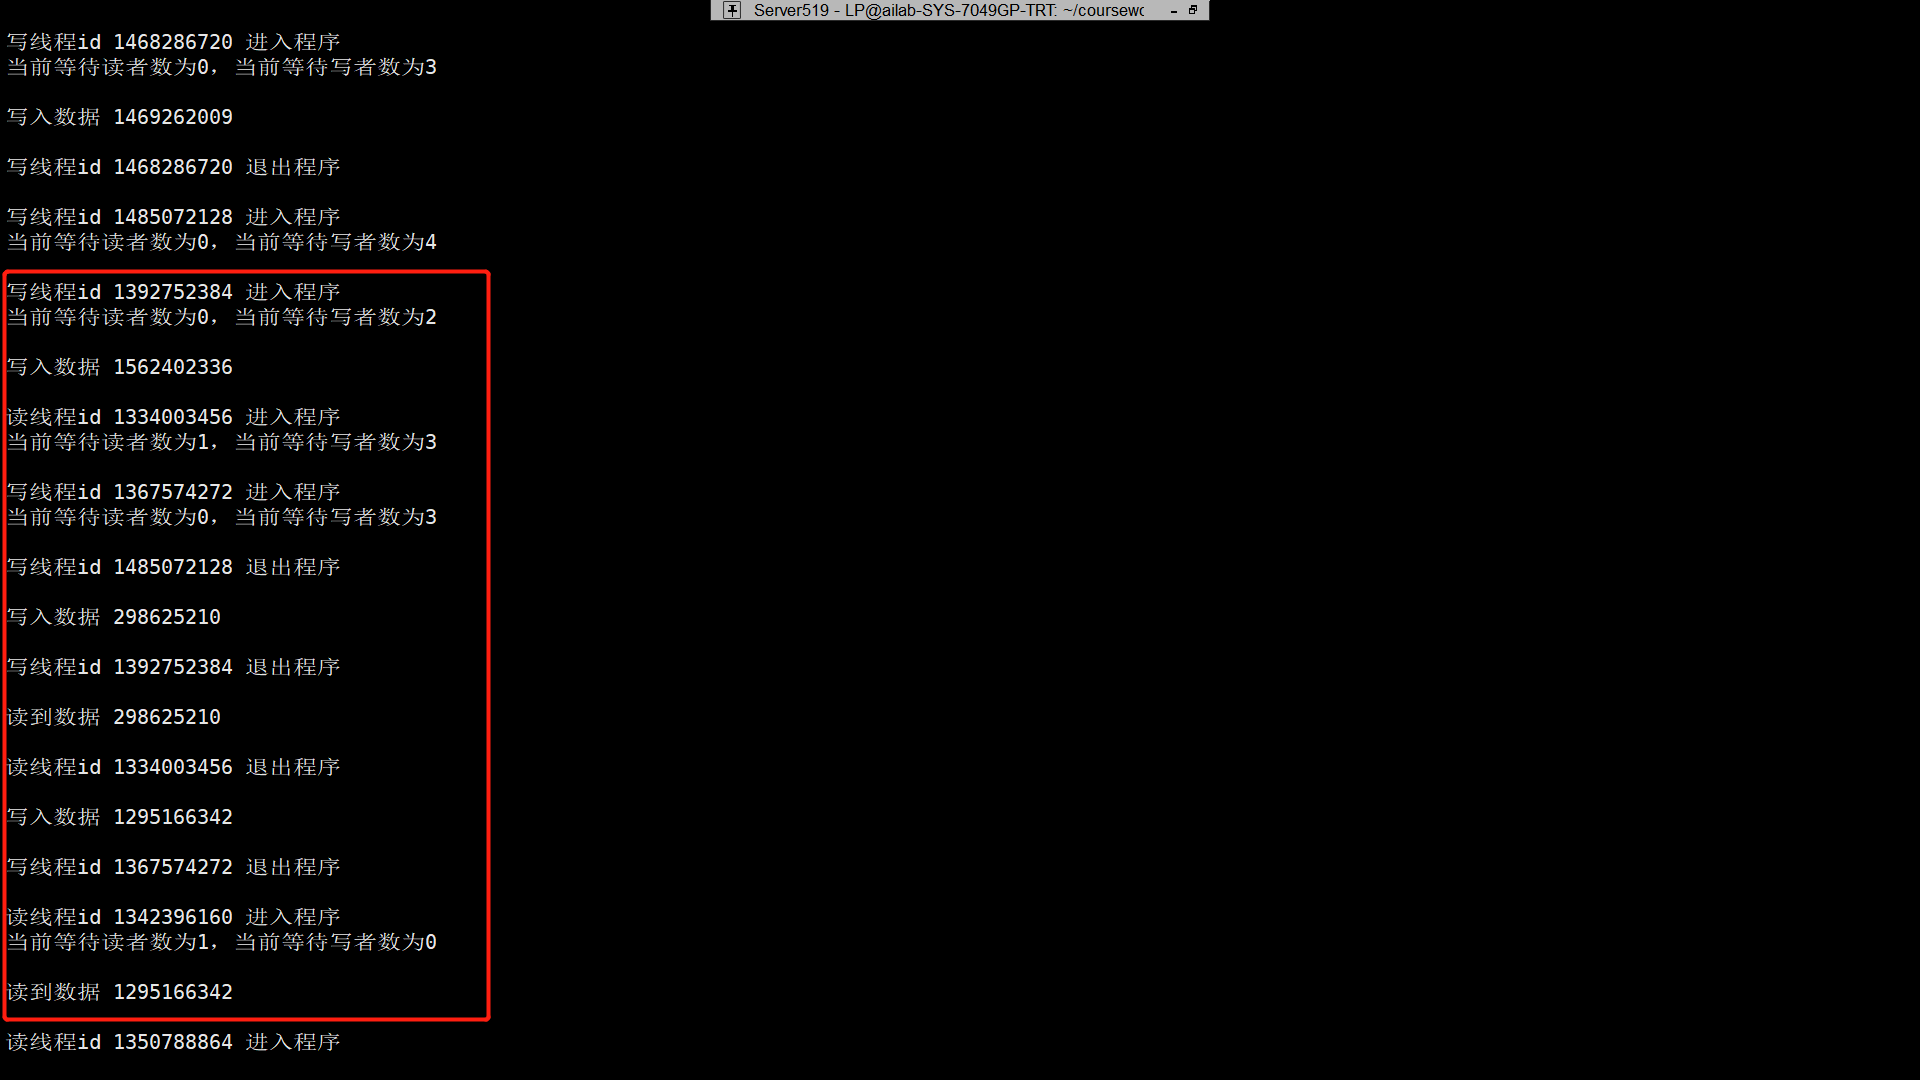 Server519 - LP@ailab-SYS-7049GP-TRT: ~/coursewc
写线程id 1468286720 进入程序
当前等待读者数为0，当前等待写者数为3
写入数据 1469262009
写线程id 1468286720 退出程序
写线程id 1485072128 进入程序
当前等待读者数为0，当前等待写者数为4
写线程id 1392752384 进入程序
当前等待读者数为0，当前等待写者数为2
写入数据 1562402336
读线程id 1334003456 进入程序
当前等待读者数为1，当前等待写者数为3
写线程id 1367574272 进入程序
当前等待读者数为0，当前等待写者数为3
写线程id 1485072128 退出程序
写入数据 298625210
写线程id 1392752384 退出程序
读到数据 298625210
读线程id 1334003456 退出程序
写入数据 1295166342
写线程id 1367574272 退出程序
读线程id 1342396160 进入程序
当前等待读者数为1，当前等待写者数为0
读到数据 1295166342
读线程id 1350788864 进入程序